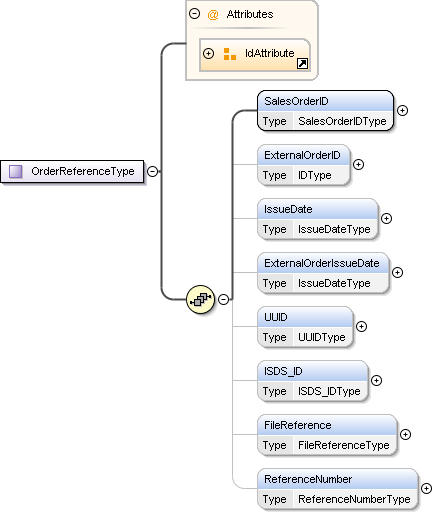 @ Attributes
IdAttribute
OrderReferenceType
SalesOrderID
Type SalesOrderIDType
ExternalOrderID
Type IDType
IssueDate
Type IssueDateType
ExternalOrderIssueDate
Type IssueDateType
UUID
Type UUIDType
ISDS_ID
Type ISDS_IDType
FileReference
Type FileReferenceType
ReferenceNumber
Type ReferenceNumberType